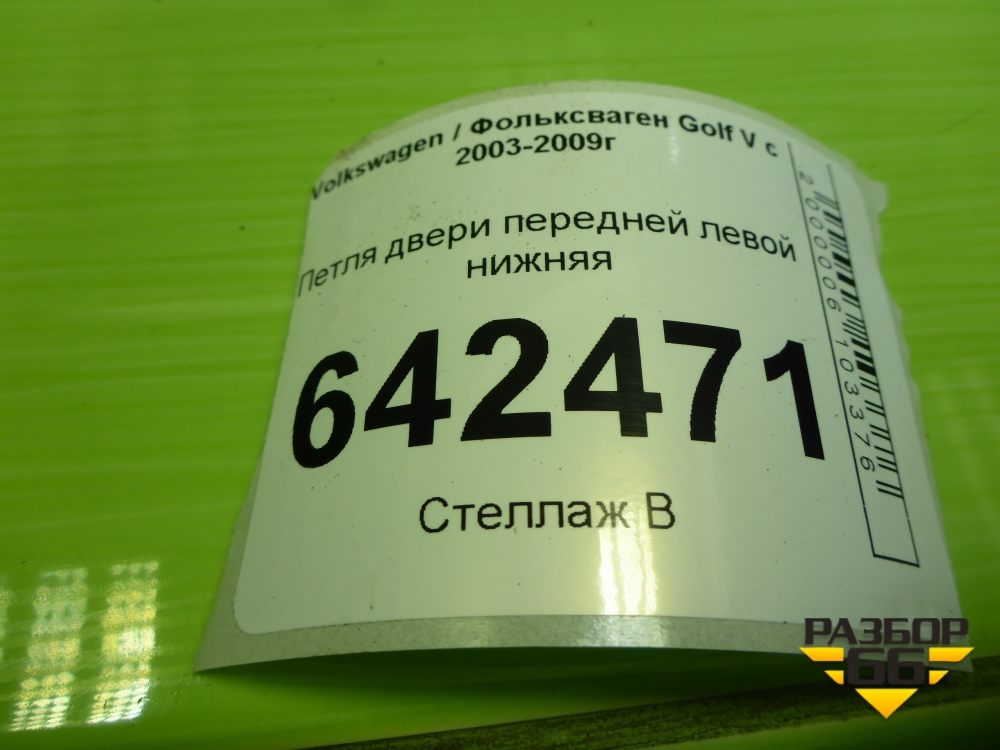 Volkswagen / Фольксваген Golf V с
2003-2009г
Петля двери передней левой
нижняя
642471
Стеллаж В
2000006103376
РАЗБОР
66